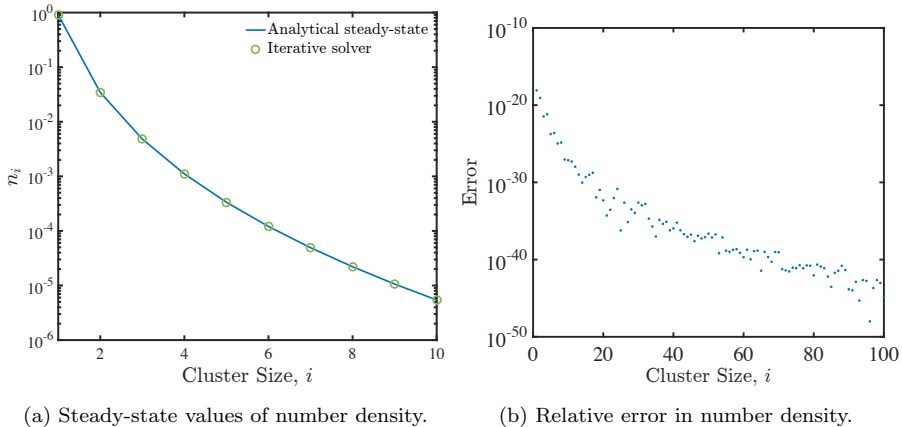 10^0
10^-1
10^-2
10^-3
10^-4
10^-5
10^-6
n_i
Analytical steady-state
Iterative solver
2 4 6 8 10
Cluster Size, i
(a) Steady-state values of number density.
10^-10
10^-20
10^-30
10^-40
10^-50
Error
0 20 40 60 80 100
Cluster Size, i
(b) Relative error in number density.